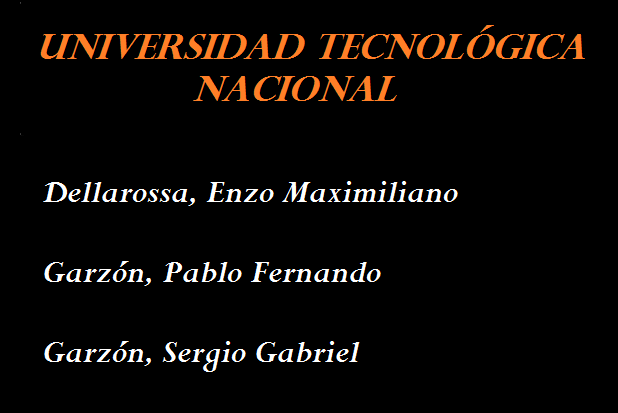 UNIVERSIDAD TECNOLÓGICA
NACIONAL
Dellarossa, Enzo Maximiliano
Garzón, Pablo Fernando
Garzón, Sergio Gabriel